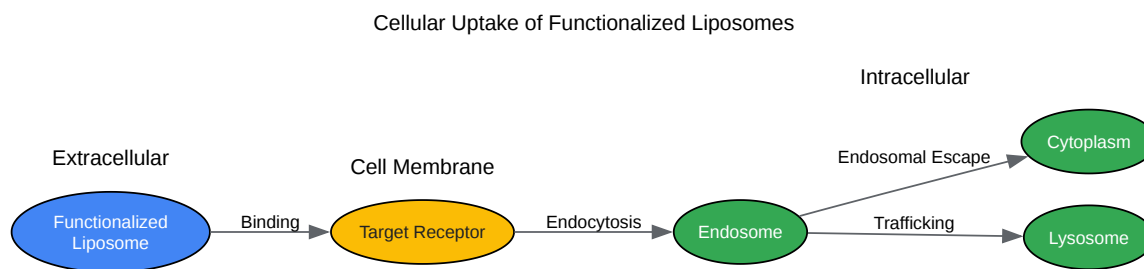 Cellular Uptake of Functionalized Liposomes
Intracellular
Extracellular
Cell Membrane
Functionalized
Liposome
Binding
Target Receptor
Endocytosis
Endosome
Endosomal Escape
Cytoplasm
Trafficking
Lysosome